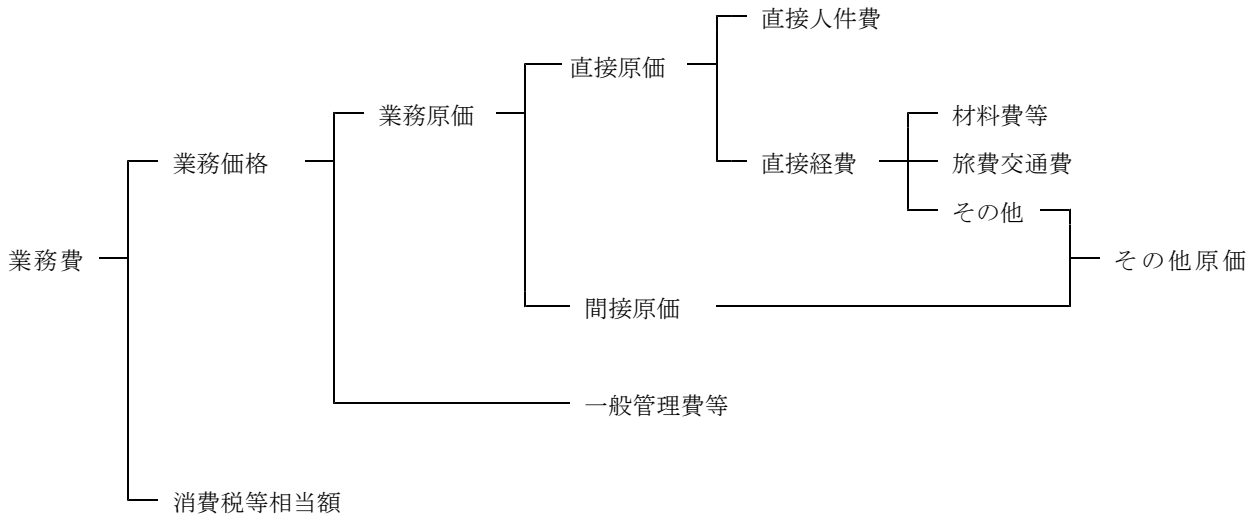 直接人件費
直接原価
業務原価
材料費等
業務価格
直接経費
旅費交通費
その他
業務費
その他原価
間接原価
一般管理費等
消費税等相当額